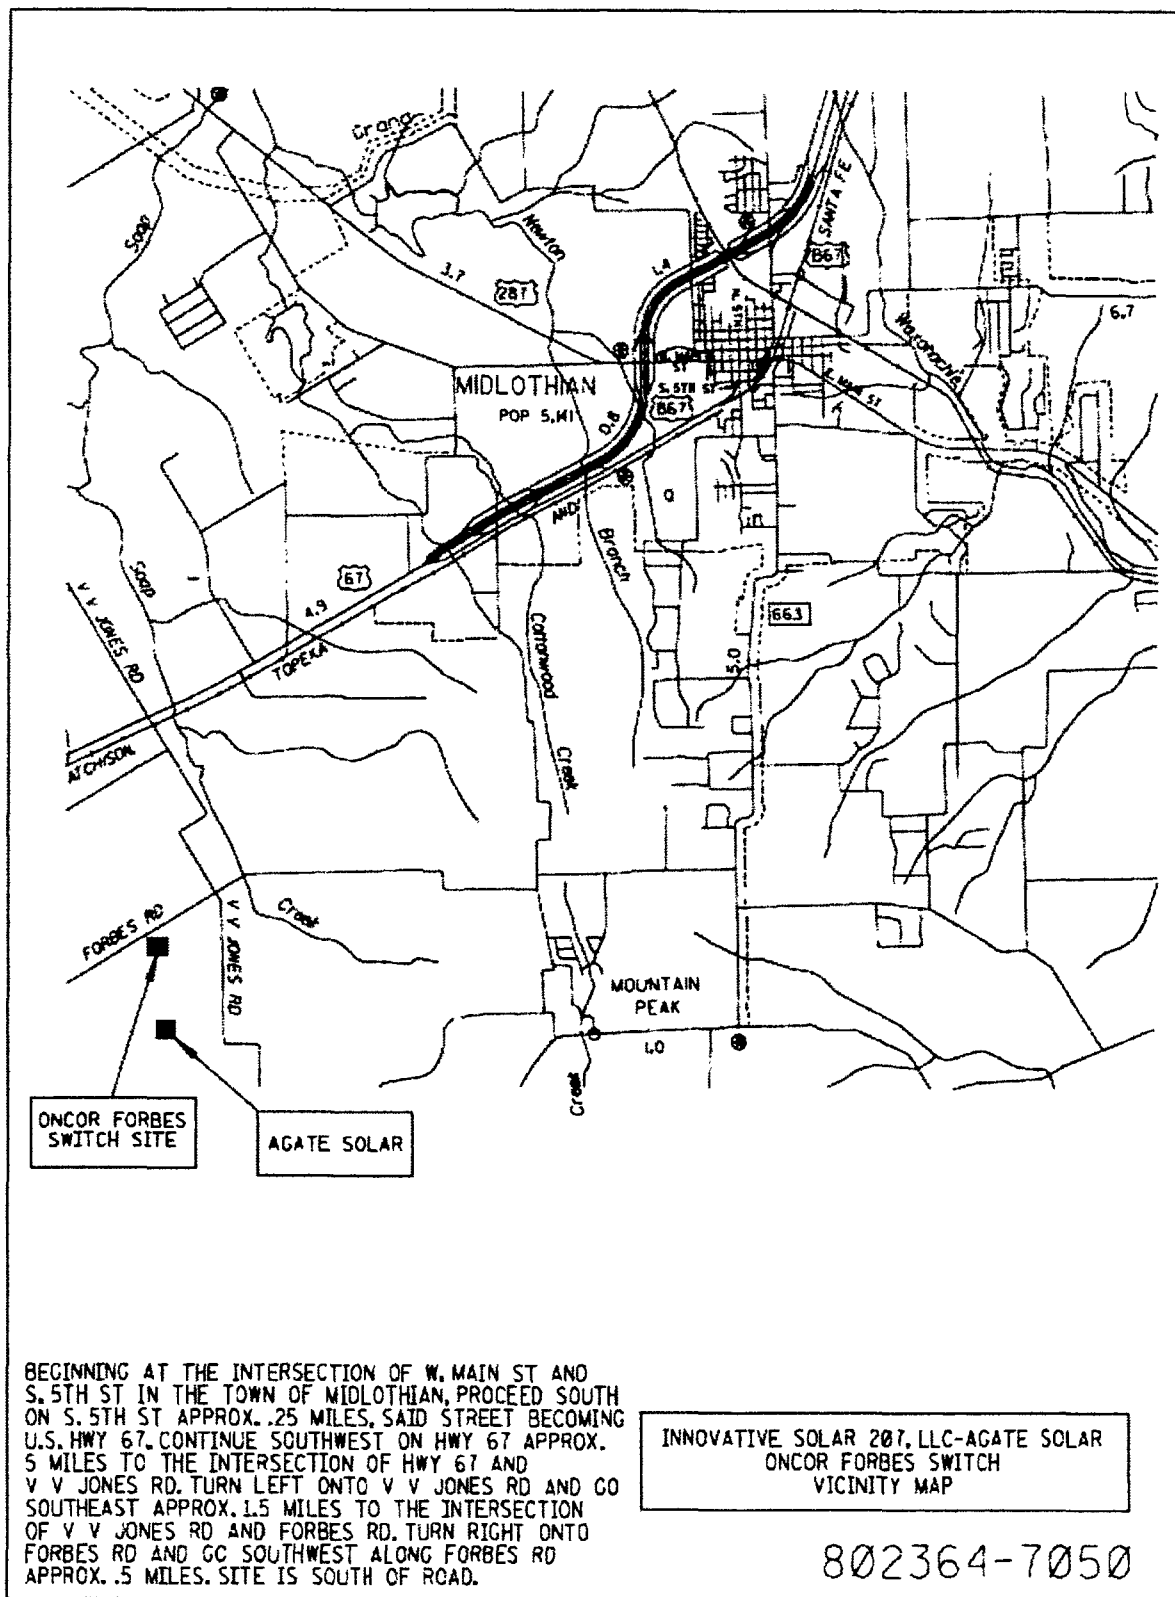 Grand
Soap
Newton
SANTA FE
B67
3.7
1.4
287
N. 5TH
6.7
Waxahachie
W. MAIN
ST
MIDLOTHIAN
S. 5TH ST
E. MAIN ST
POP 5,141
B67
0.8
AND
Branch
Soap
67
V V JONES RD
4.9
663
TOPEKA
Cottonwood
5.0
ATCHISON
Creek
FORBES RD
V V JONES RD
Creek
MOUNTAIN
PEAK
1.0
Creek
ONCOR FORBES
SWITCH SITE
AGATE SOLAR
BEGINNING AT THE INTERSECTION OF W. MAIN ST AND
S. 5TH ST IN THE TOWN OF MIDLOTHIAN, PROCEED SOUTH
ON S. 5TH ST APPROX. .25 MILES, SAID STREET BECOMING
U.S. HWY 67. CONTINUE SOUTHWEST ON HWY 67 APPROX.
5 MILES TO THE INTERSECTION OF HWY 67 AND
V V JONES RD. TURN LEFT ONTO V V JONES RD AND GO
SOUTHEAST APPROX. 1.5 MILES TO THE INTERSECTION
OF V V JONES RD AND FORBES RD. TURN RIGHT ONTO
FORBES RD AND GO SOUTHWEST ALONG FORBES RD
APPROX. .5 MILES. SITE IS SOUTH OF ROAD.
INNOVATIVE SOLAR 207, LLC-AGATE SOLAR
ONCOR FORBES SWITCH
VICINITY MAP
802364-7050